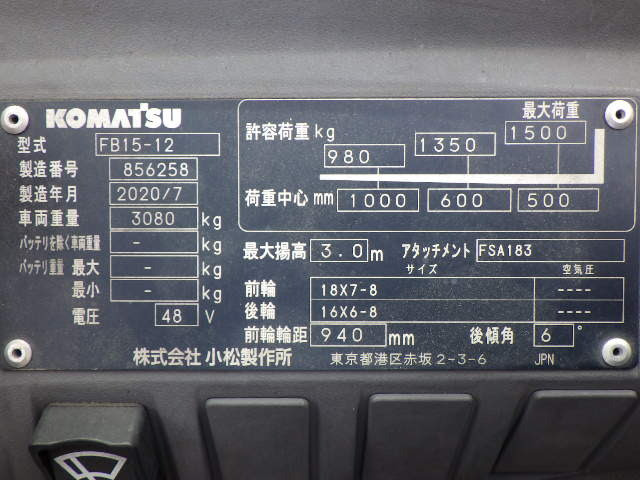 KOMATSU
型式 FB15-12
製造番号 856258
製造年月 2020/7
車両重量 3080 kg
バッテリを除く車両重量 - kg
バッテリ重量 最大 - kg
最小 - kg
電圧 48 V
最大荷重
許容荷重 kg 980 1350 1500
荷重中心 mm 1000 600 500
最大揚高 3.0 m アタッチメント FSA183
サイズ 空気圧
前輪 18X7-8 ----
後輪 16X6-8 ----
前輪輪距 940 mm 後傾角 6 °
株式会社 小松製作所 東京都港区赤坂 2-3-6 JPN